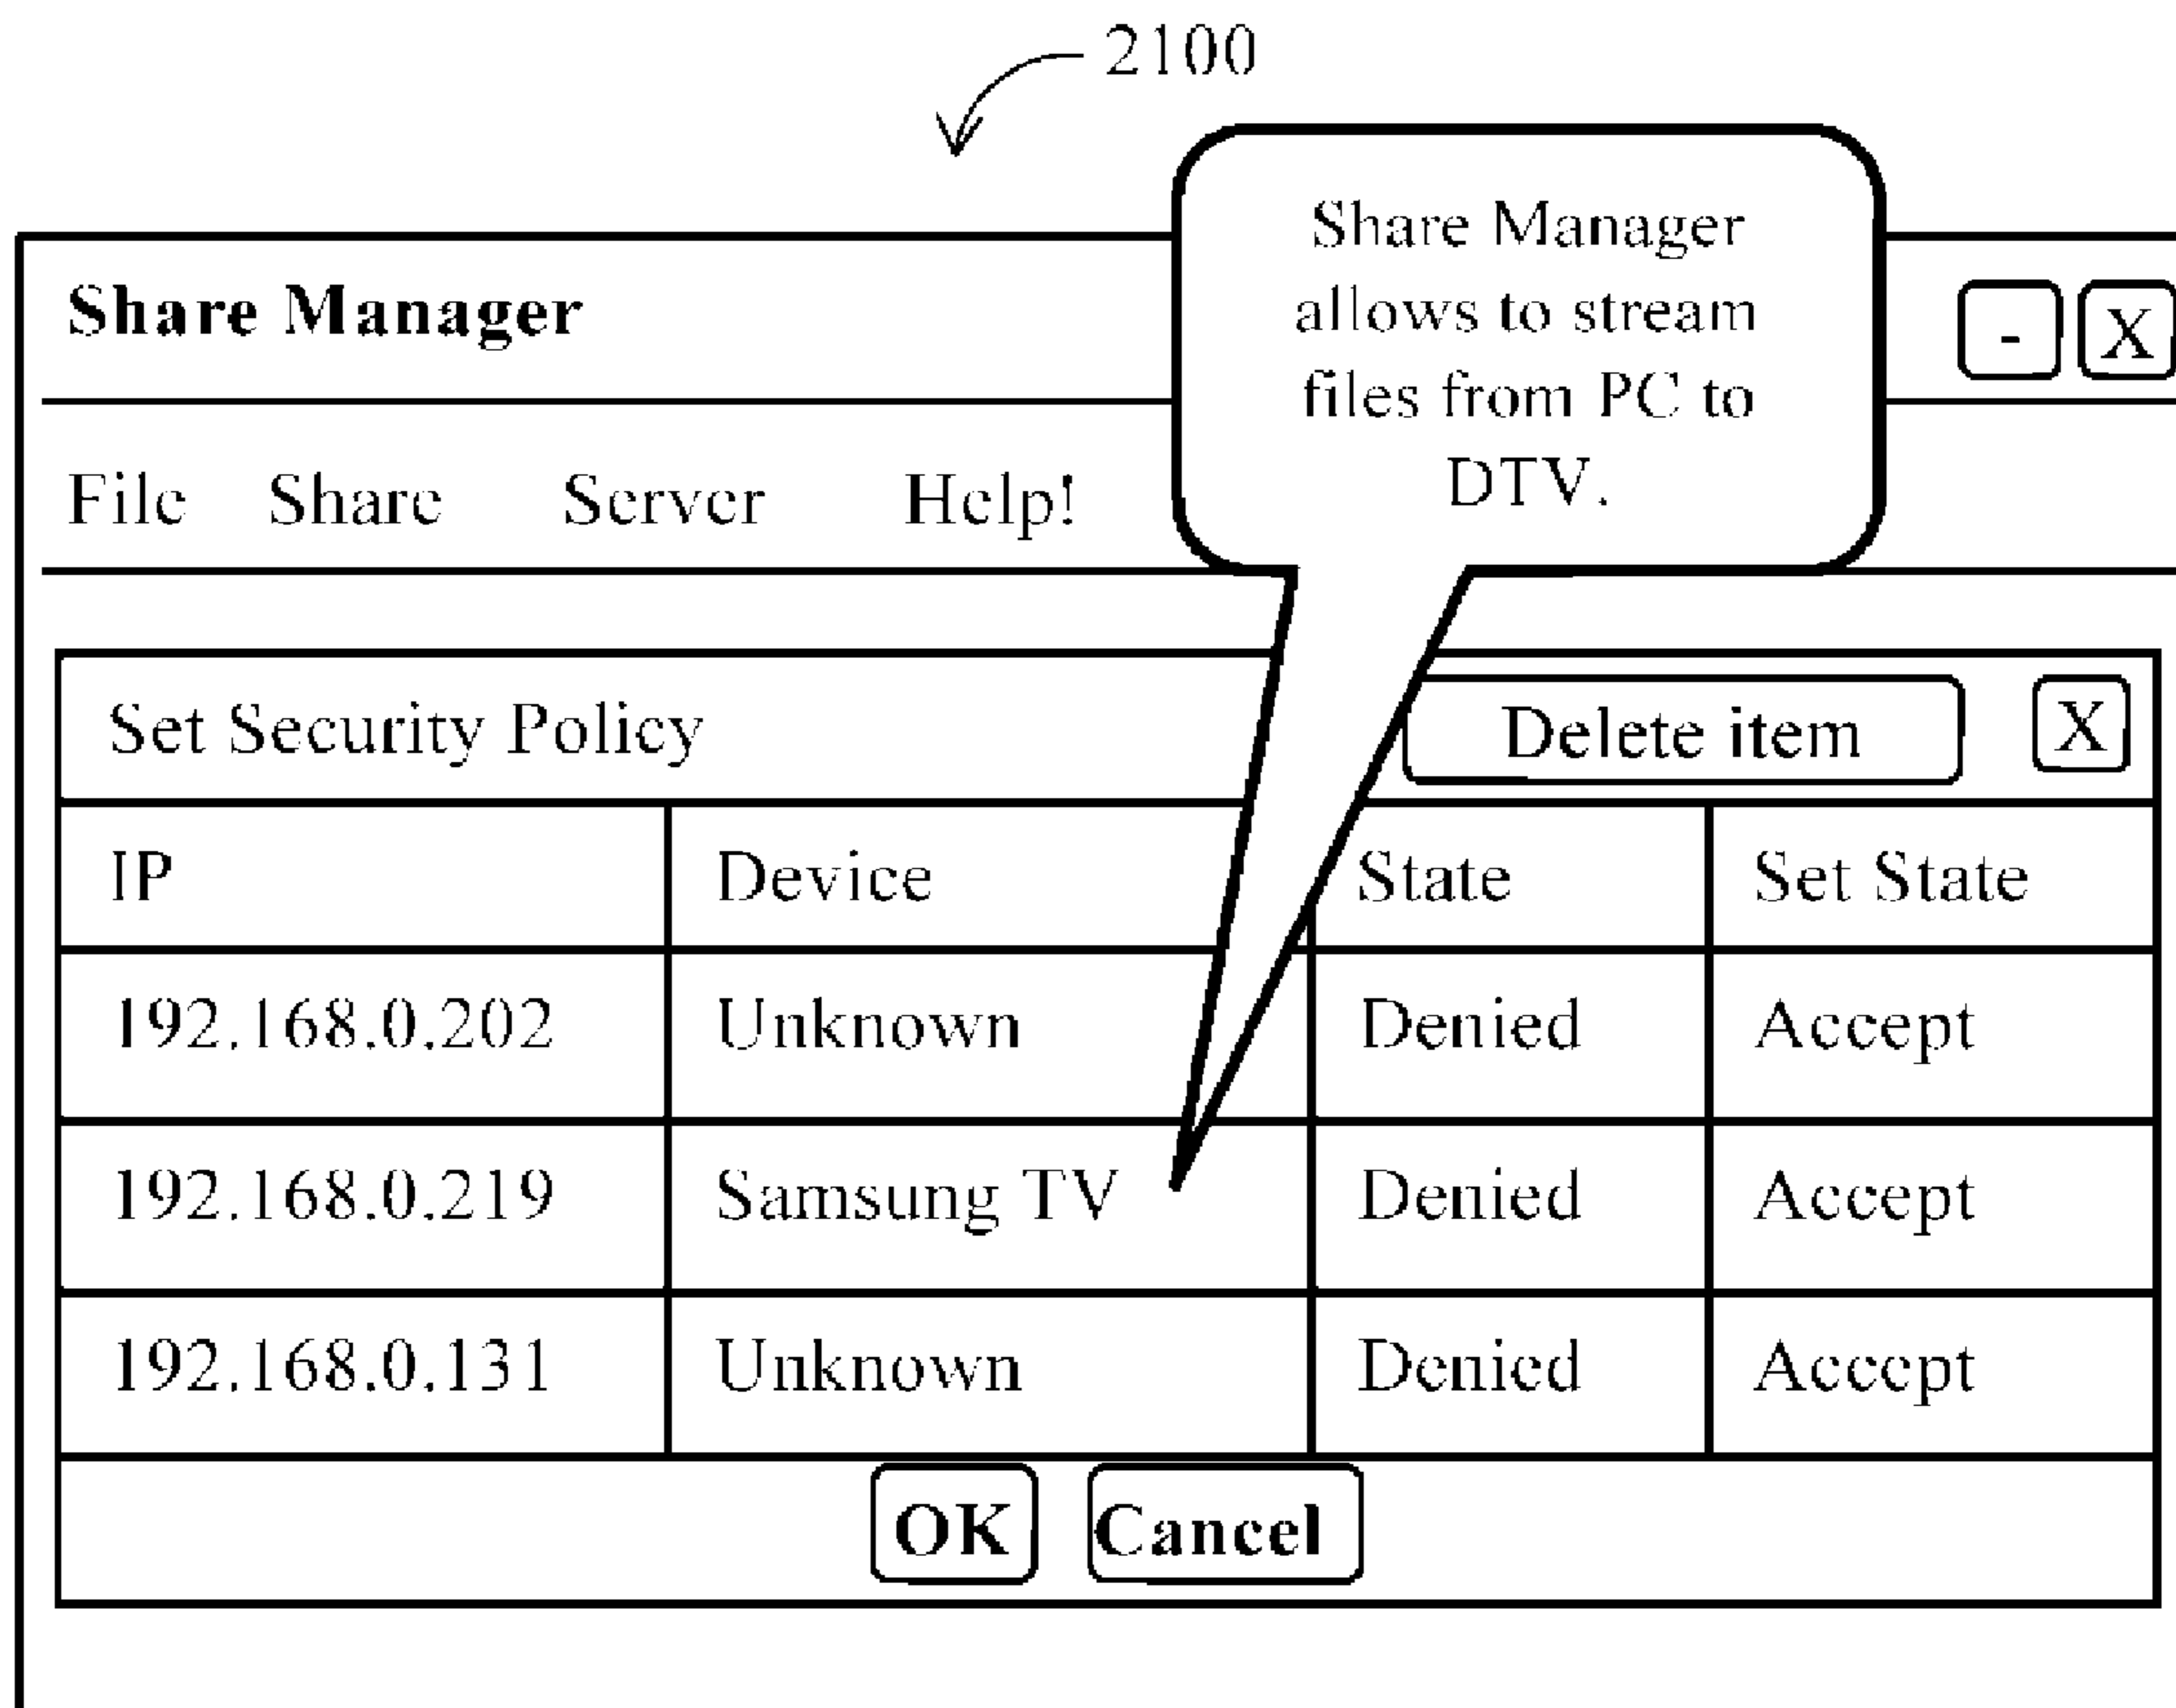 2100
Share Manager
allows to stream
files from PC to
DTV.
Share Manager
- X
File Share Server Help!
Set Security Policy Delete item X
IP Device State Set State
192.168.0.202 Unknown Denied Accept
192.168.0.219 Samsung TV Denied Accept
192.168.0.131 Unknown Denied Accept
OK Cancel